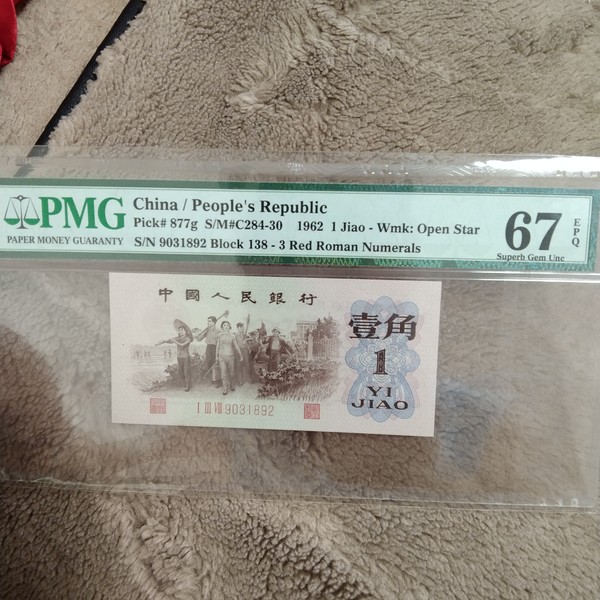 PMG
PAPER MONEY GUARANTY
China / People's Republic
Pick# 877g S/M#C284-30 1962 1 Jiao - Wmk: Open Star
S/N 9031892 Block 138 - 3 Red Roman Numerals
67
EPQ
Superb Gem Unc
中國人民銀行
壹角
1
YI
JIAO
I III VIII 9031892